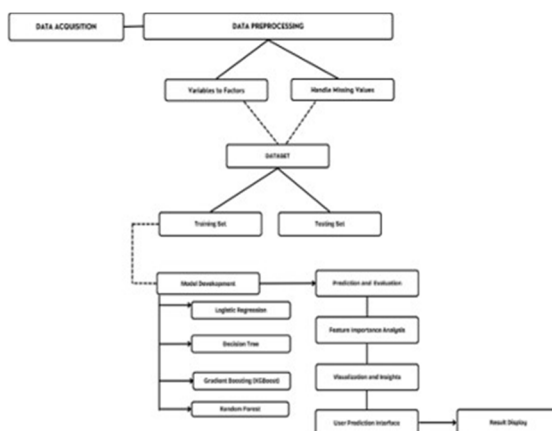 DATA ACQUISITION
DATA PREPROCESSING
Variables to Factors
Handle Missing Values
DATASET
Training Set
Testing Set
Model Development
Prediction and Evaluation
Logistic Regression
Feature Importance Analysis
Decision Tree
Visualization and Insights
Gradient Boosting (XGBoost)
Random Forest
User Prediction Interface
Result Display